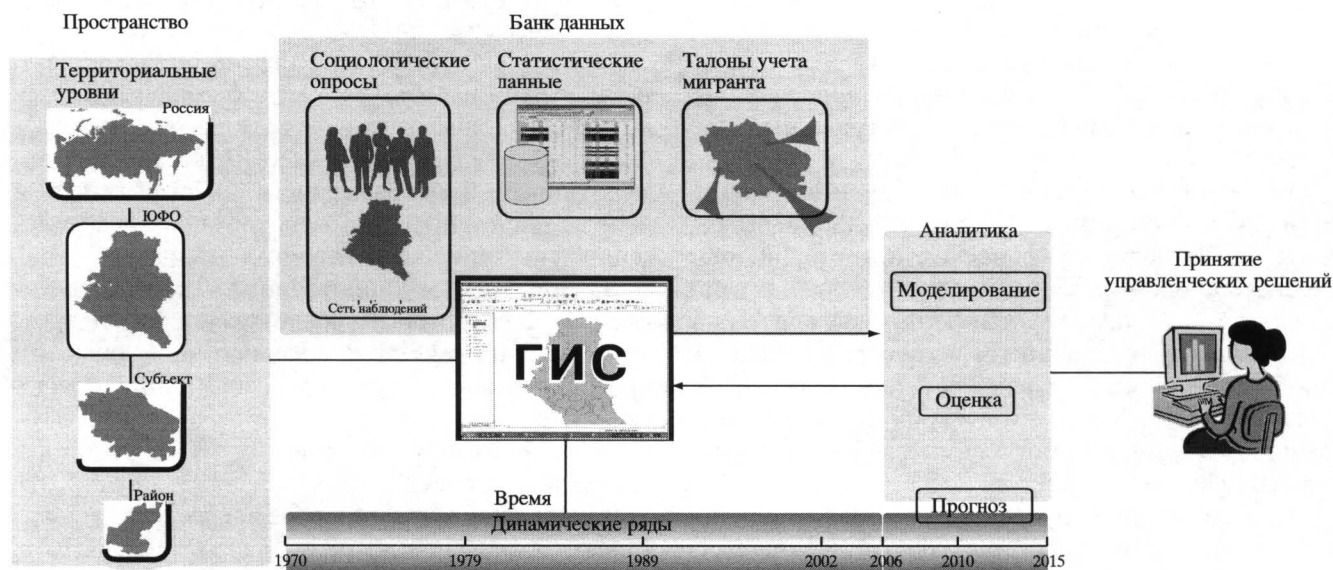 Пространство
Банк данных
Территориальные
уровни
Россия
ЮФО
Субъект
Район
Социологические
опросы
Сеть наблюдений
Статистические
данные
Талоны учета
мигранта
ГИС
Аналитика
Моделирование
Оценка
Прогноз
Принятие
управленческих решений
Время
Динамические ряды
1970
1979
1989
2002
2006
2010
2015